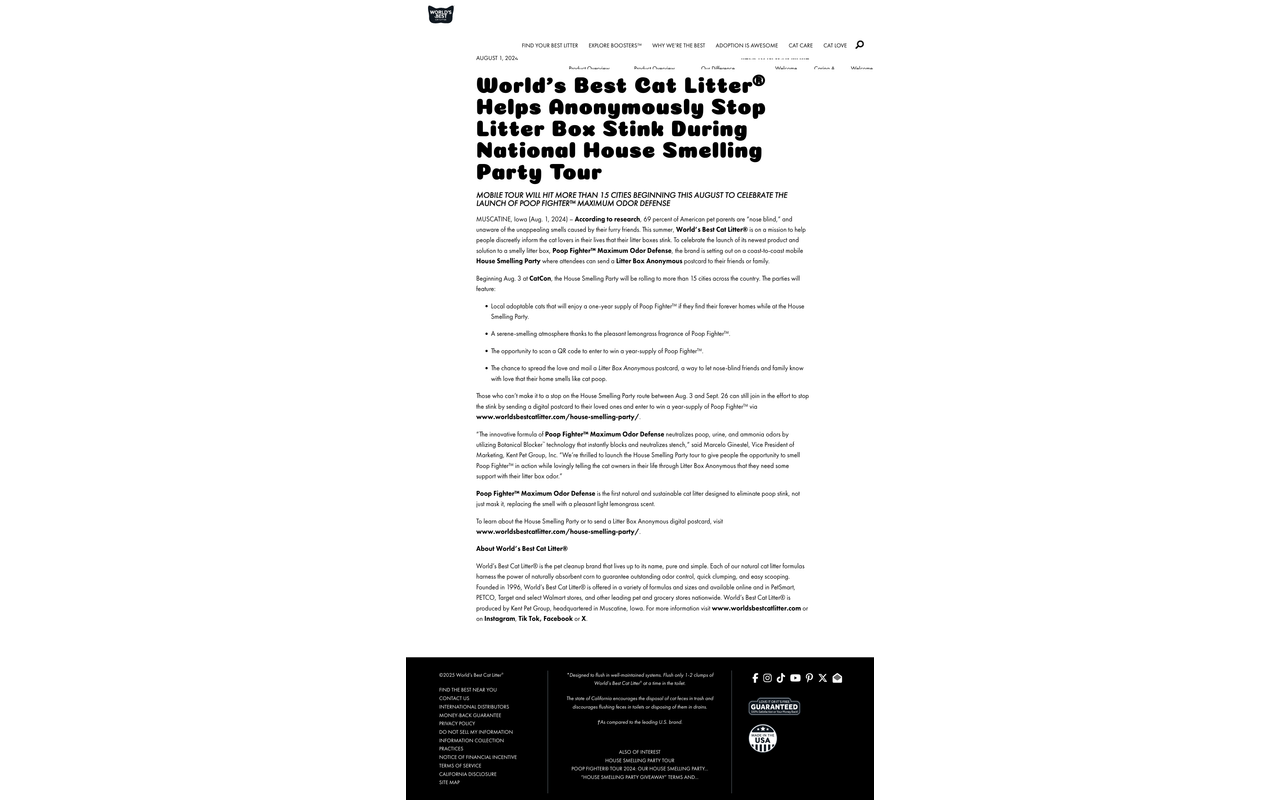 WORLD'S
BEST
FIND YOUR BEST LITTER EXPLORE BOOSTERS™ WHY WE'RE THE BEST ADOPTION IS AWESOME CAT CARE CAT LOVE
AUGUST 1, 2024
Product Overview Product Overview Our Difference Welcome Caring 4 Welcome
World's Best Cat Litter®
Helps Anonymously Stop
Litter Box Stink During
National House Smelling
Party Tour
MOBILE TOUR WILL HIT MORE THAN 15 CITIES BEGINNING THIS AUGUST TO CELEBRATE THE
LAUNCH OF POOP FIGHTER™ MAXIMUM ODOR DEFENSE
MUSCATINE, Iowa (Aug. 1, 2024) – According to research, 69 percent of American pet parents are "nose blind," and
unaware of the unappealing smells caused by their furry friends. This summer, World's Best Cat Litter® is on a mission to help
people discreetly inform the cat lovers in their lives that their litter boxes stink. To celebrate the launch of its newest product and
solution to a smelly litter box, Poop Fighter™ Maximum Odor Defense, the brand is setting out on a coast-to-coast mobile
House Smelling Party where attendees can send a Litter Box Anonymous postcard to their friends or family.
Beginning Aug. 3 at CatCon, the House Smelling Party will be rolling to more than 15 cities across the country. The parties will
feature:
• Local adoptable cats that will enjoy a one-year supply of Poop Fighter™ if they find their forever homes while at the House
Smelling Party.
• A serene-smelling atmosphere thanks to the pleasant lemongrass fragrance of Poop Fighter™.
• The opportunity to scan a QR code to enter to win a year-supply of Poop Fighter™.
• The chance to spread the love and mail a Litter Box Anonymous postcard, a way to let nose-blind friends and family know
with love that their home smells like cat poop.
Those who can't make it to a stop on the House Smelling Party route between Aug. 3 and Sept. 26 can still join in the effort to stop
the stink by sending a digital postcard to their loved ones and enter to win a year-supply of Poop Fighter™ via
www.worldsbestcatlitter.com/house-smelling-party/.
"The innovative formula of Poop Fighter™ Maximum Odor Defense neutralizes poop, urine, and ammonia odors by
utilizing Botanical Blocker™ technology that instantly blocks and neutralizes stench," said Marcelo Ginestel, Vice President of
Marketing, Kent Pet Group, Inc. "We're thrilled to launch the House Smelling Party tour to give people the opportunity to smell
Poop Fighter™ in action while lovingly telling the cat owners in their life through Litter Box Anonymous that they need some
support with their litter box odor."
Poop Fighter™ Maximum Odor Defense is the first natural and sustainable cat litter designed to eliminate poop stink, not
just mask it, replacing the smell with a pleasant light lemongrass scent.
To learn about the House Smelling Party or to send a Litter Box Anonymous digital postcard, visit
www.worldsbestcatlitter.com/house-smelling-party/.
About World's Best Cat Litter®
World's Best Cat Litter® is the pet cleanup brand that lives up to its name, pure and simple. Each of our natural cat litter formulas
harness the power of naturally absorbent corn to guarantee outstanding odor control, quick clumping, and easy scooping.
Founded in 1996, World's Best Cat Litter® is offered in a variety of formulas and sizes and available online and in PetSmart,
PETCO, Target and select Walmart stores, and other leading pet and grocery stores nationwide. World's Best Cat Litter® is
produced by Kent Pet Group, headquartered in Muscatine, Iowa. For more information visit www.worldsbestcatlitter.com or
on Instagram, Tik Tok, Facebook or X.
©2025 World's Best Cat Litter®
FIND THE BEST NEAR YOU
CONTACT US
INTERNATIONAL DISTRIBUTORS
MONEY-BACK GUARANTEE
PRIVACY POLICY
DO NOT SELL MY INFORMATION
INFORMATION COLLECTION
PRACTICES
NOTICE OF FINANCIAL INCENTIVE
TERMS OF SERVICE
CALIFORNIA DISCLOSURE
SITE MAP
*Designed to flush in well-maintained systems. Flush only 1-2 clumps of
World's Best Cat Litter® at a time in the toilet.
The state of California encourages the disposal of cat feces in trash and
discourages flushing feces in toilets or disposing of them in drains.
†As compared to the leading U.S. brand.
ALSO OF INTEREST
HOUSE SMELLING PARTY TOUR
POOP FIGHTER® TOUR 2024: OUR HOUSE SMELLING PARTY...
"HOUSE SMELLING PARTY GIVEAWAY" TERMS AND...
GUARANTEED
MADE IN THE
USA